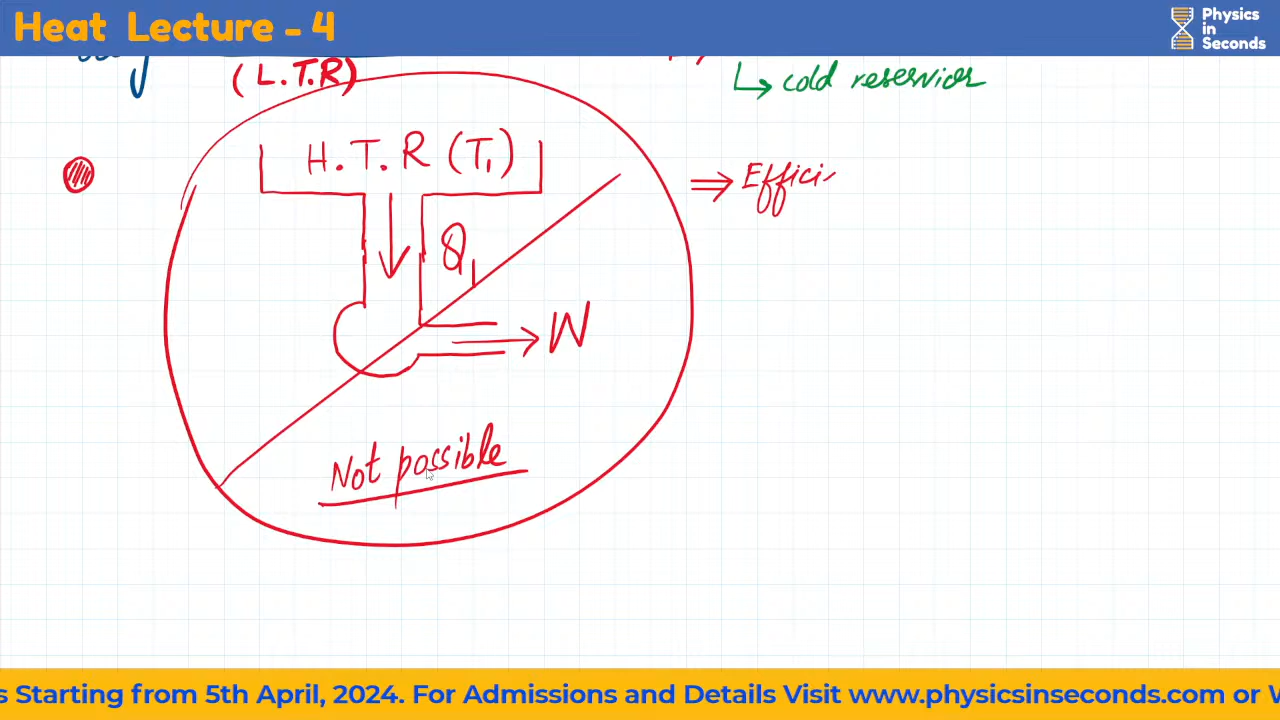 Heat Lecture - 4
Physics
in
Seconds
(L.T.R)
↳ cold reservior
H.T.R (T₁)
⇒ Effici
Q₁
W
Not possible
s Starting from 5th April, 2024. For Admissions and Details Visit www.physicsinseconds.com or W